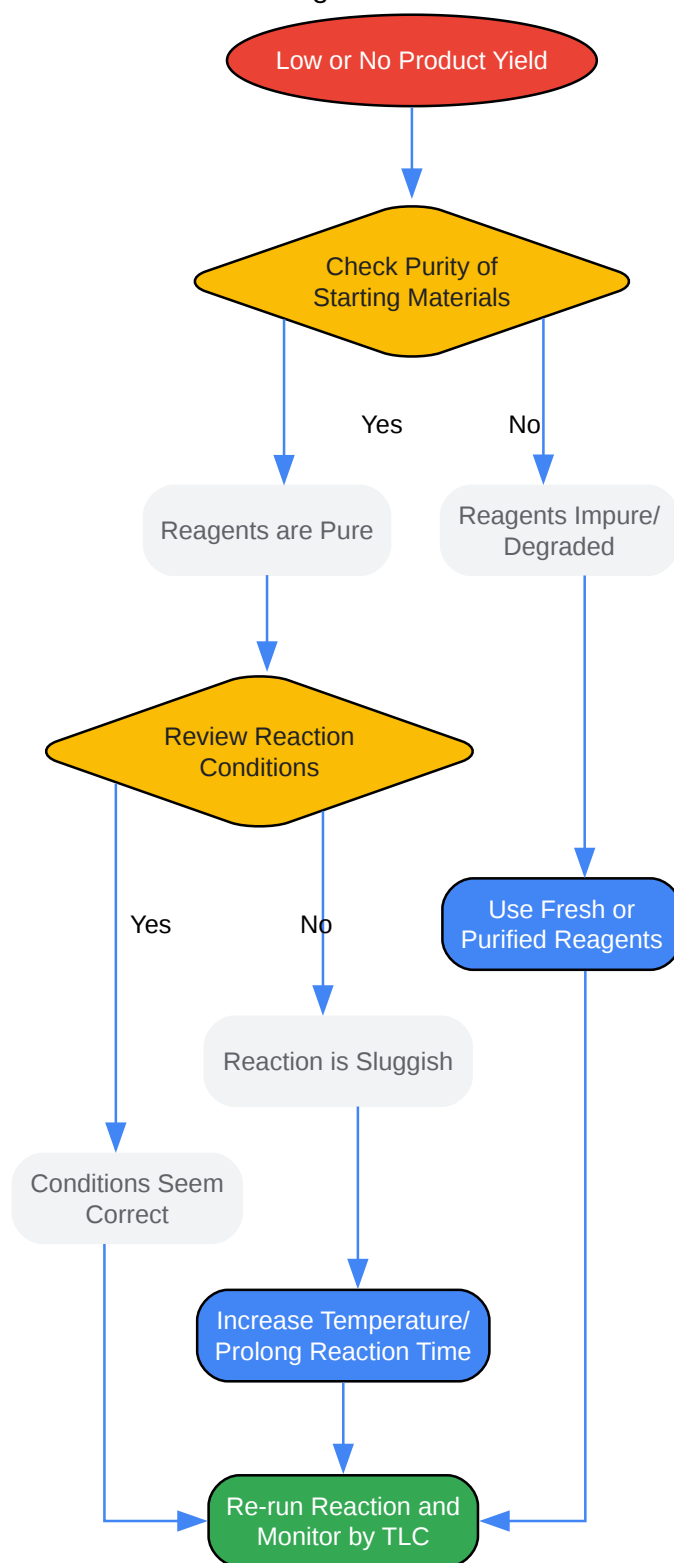 Low or No Product Yield
Check Purity of
Starting Materials
Yes
No
Reagents are Pure
Reagents Impure/
Degraded
Review Reaction
Conditions
Yes
No
Use Fresh or
Purified Reagents
Reaction is Sluggish
Conditions Seem
Correct
Increase Temperature/
Prolong Reaction Time
Re-run Reaction and
Monitor by TLC